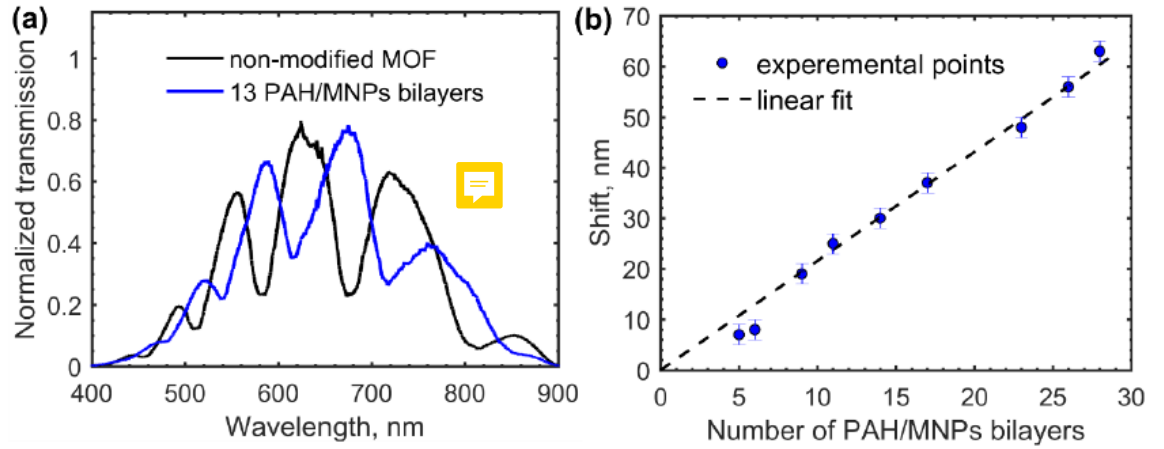 (a)
Normalized transmission
1
0.8
0.6
0.4
0.2
0
non-modified MOF
13 PAH/MNPs bilayers
400 500 600 700 800 900
Wavelength, nm
(b)
Shift, nm
70
60
50
40
30
20
10
0
experemental points
linear fit
0 5 10 15 20 25 30
Number of PAH/MNPs bilayers